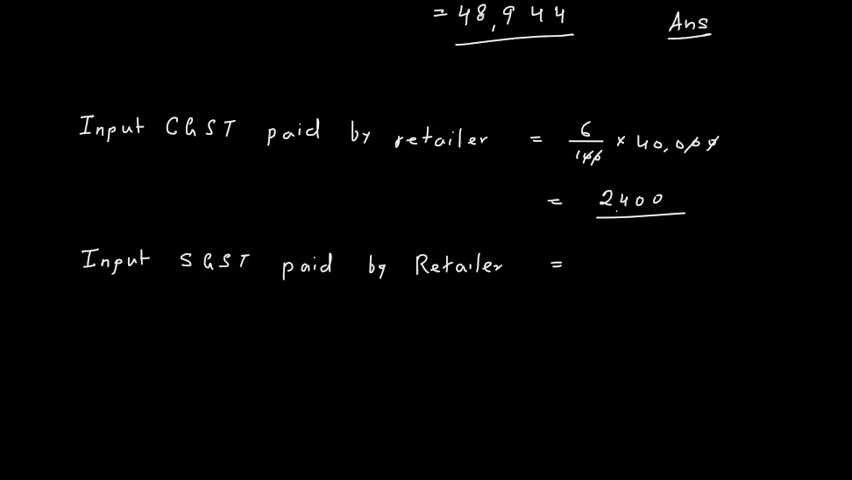 = 48,944 Ans
Input CGST paid by retailer = 6/100 × 40,000
= 2400
Input SGST paid by Retailer =